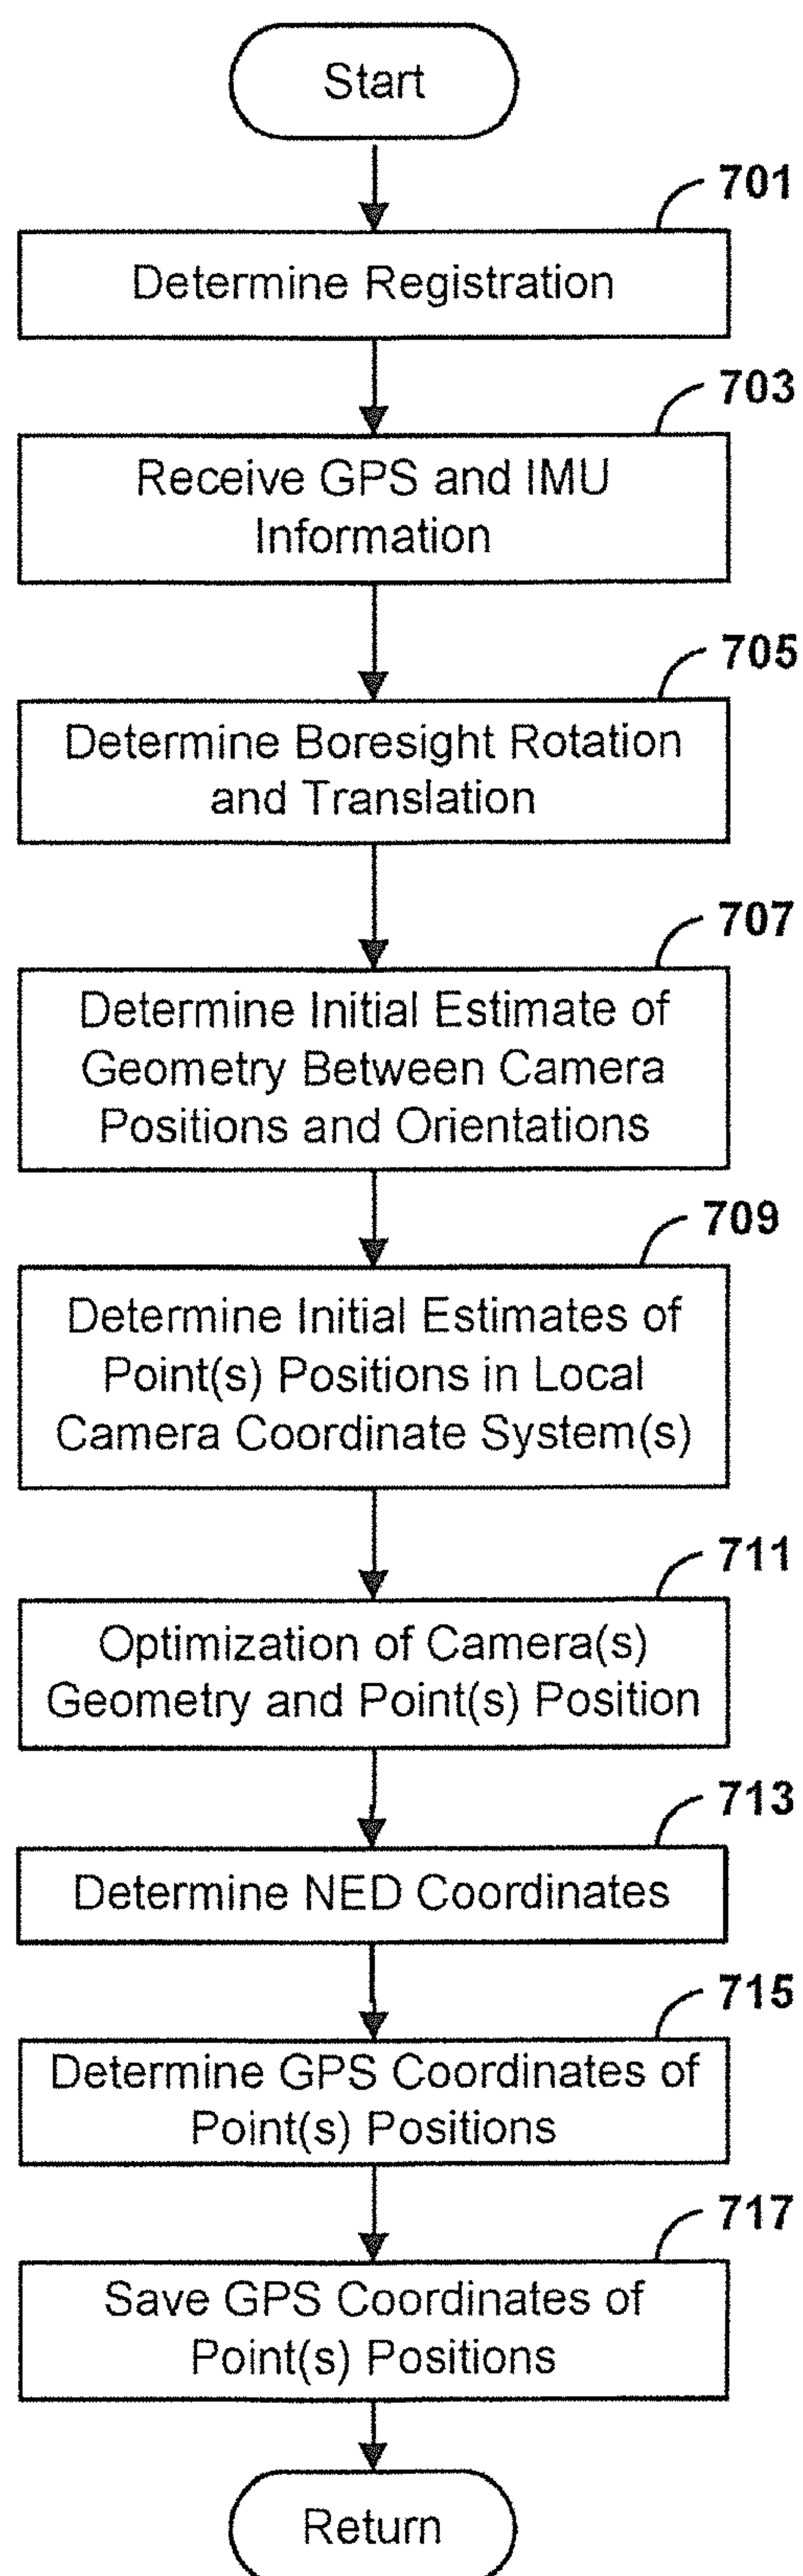 Start
701
Determine Registration
703
Receive GPS and IMU
Information
705
Determine Boresight Rotation
and Translation
707
Determine Initial Estimate of
Geometry Between Camera
Positions and Orientations
709
Determine Initial Estimates of
Point(s) Positions in Local
Camera Coordinate System(s)
711
Optimization of Camera(s)
Geometry and Point(s) Position
713
Determine NED Coordinates
715
Determine GPS Coordinates of
Point(s) Positions
717
Save GPS Coordinates of
Point(s) Positions
Return